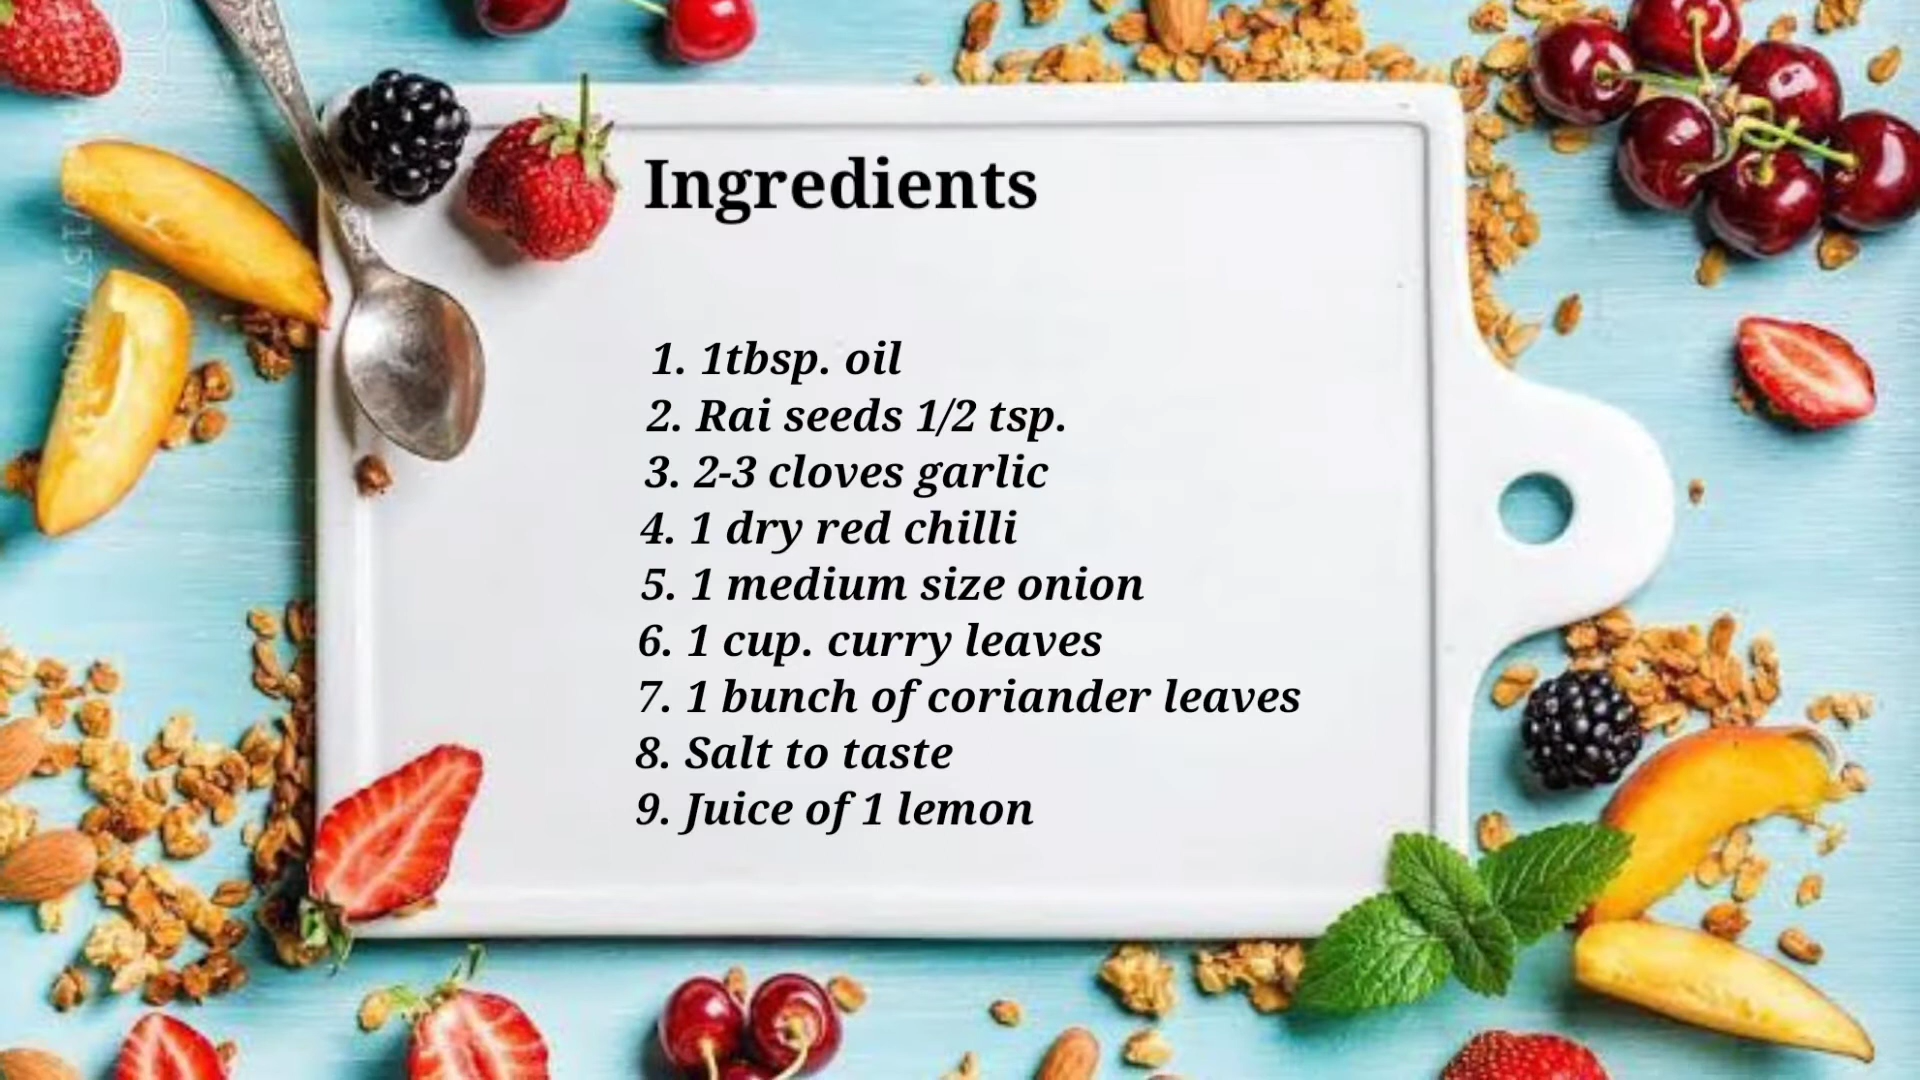 Ingredients
1. 1tbsp. oil
2. Rai seeds 1/2 tsp.
3. 2-3 cloves garlic
4. 1 dry red chilli
5. 1 medium size onion
6. 1 cup. curry leaves
7. 1 bunch of coriander leaves
8. Salt to taste
9. Juice of 1 lemon